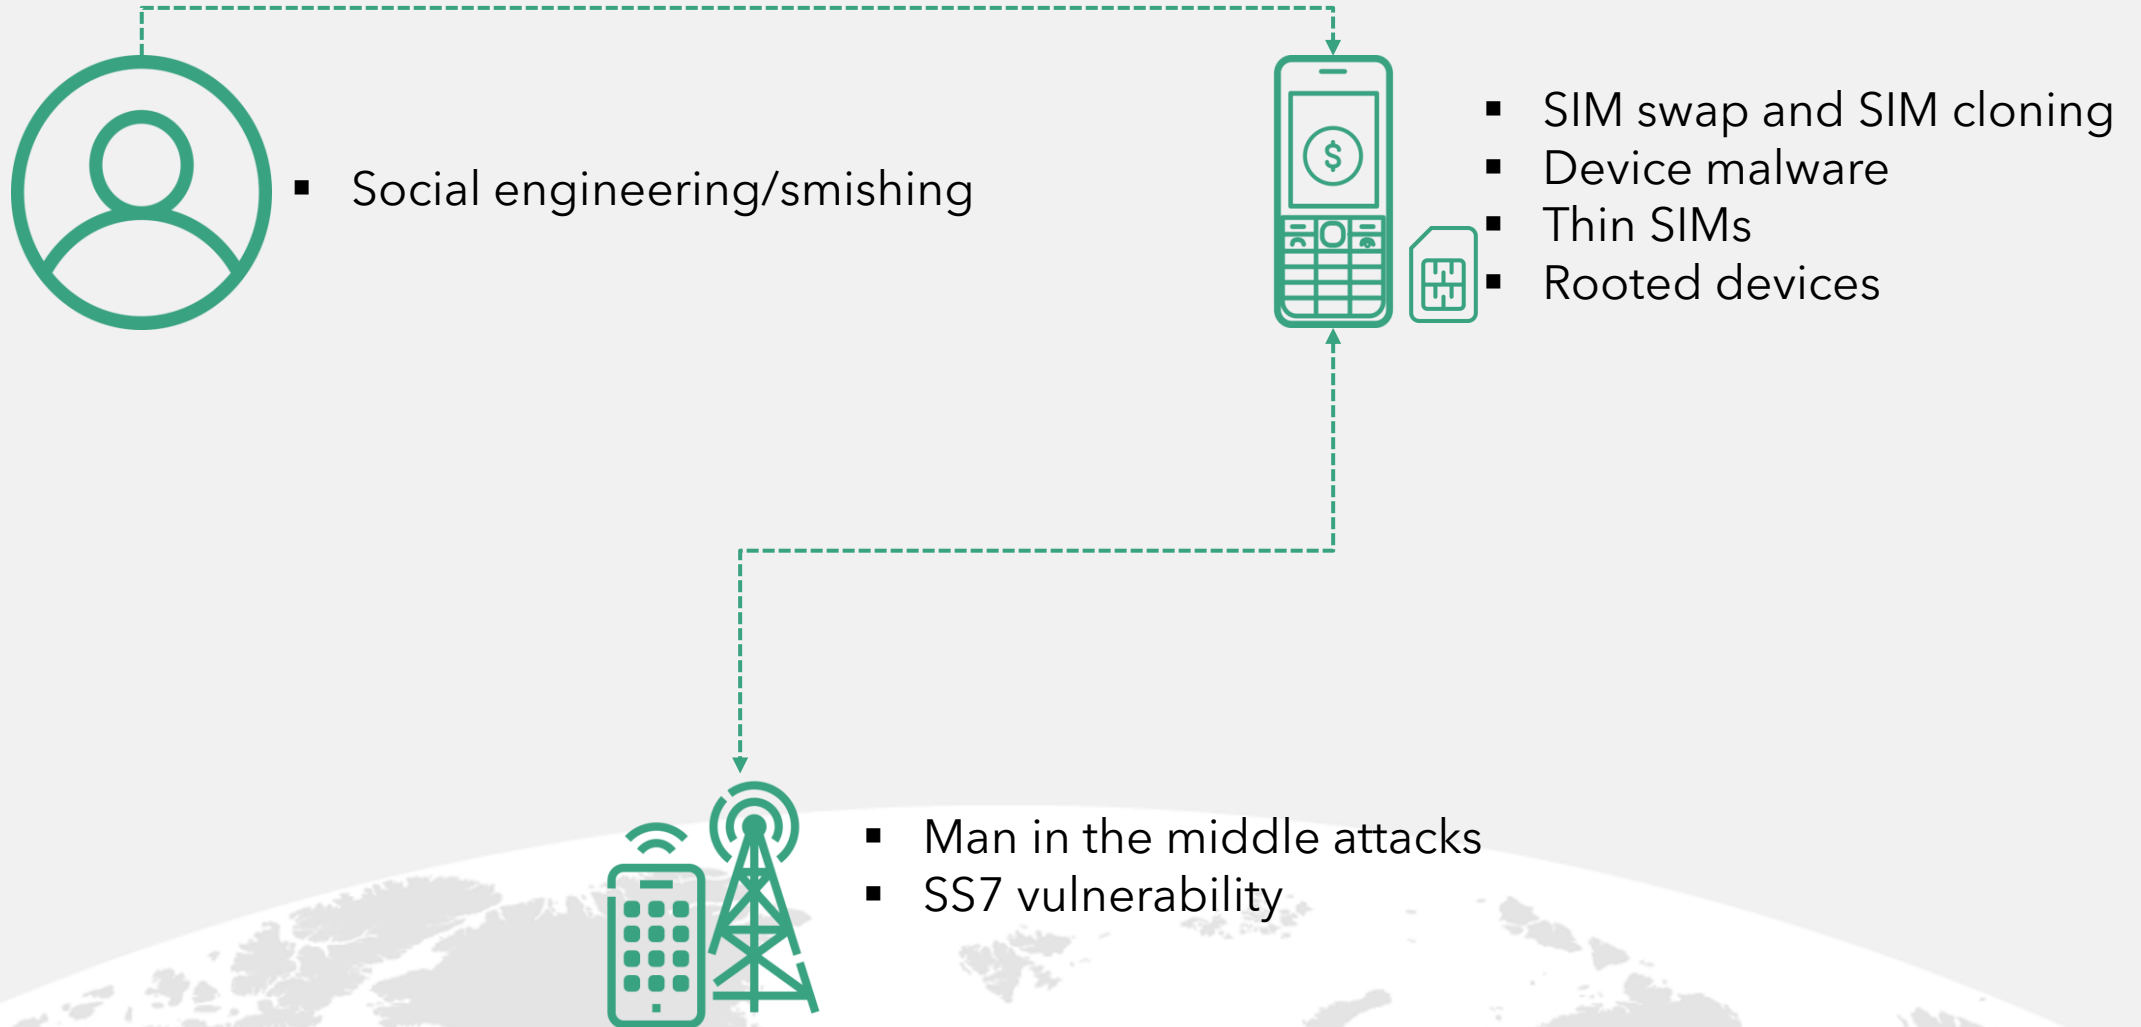 ▪ Social engineering/smishing
▪ SIM swap and SIM cloning
▪ Device malware
▪ Thin SIMs
▪ Rooted devices
$
▪ Man in the middle attacks
▪ SS7 vulnerability